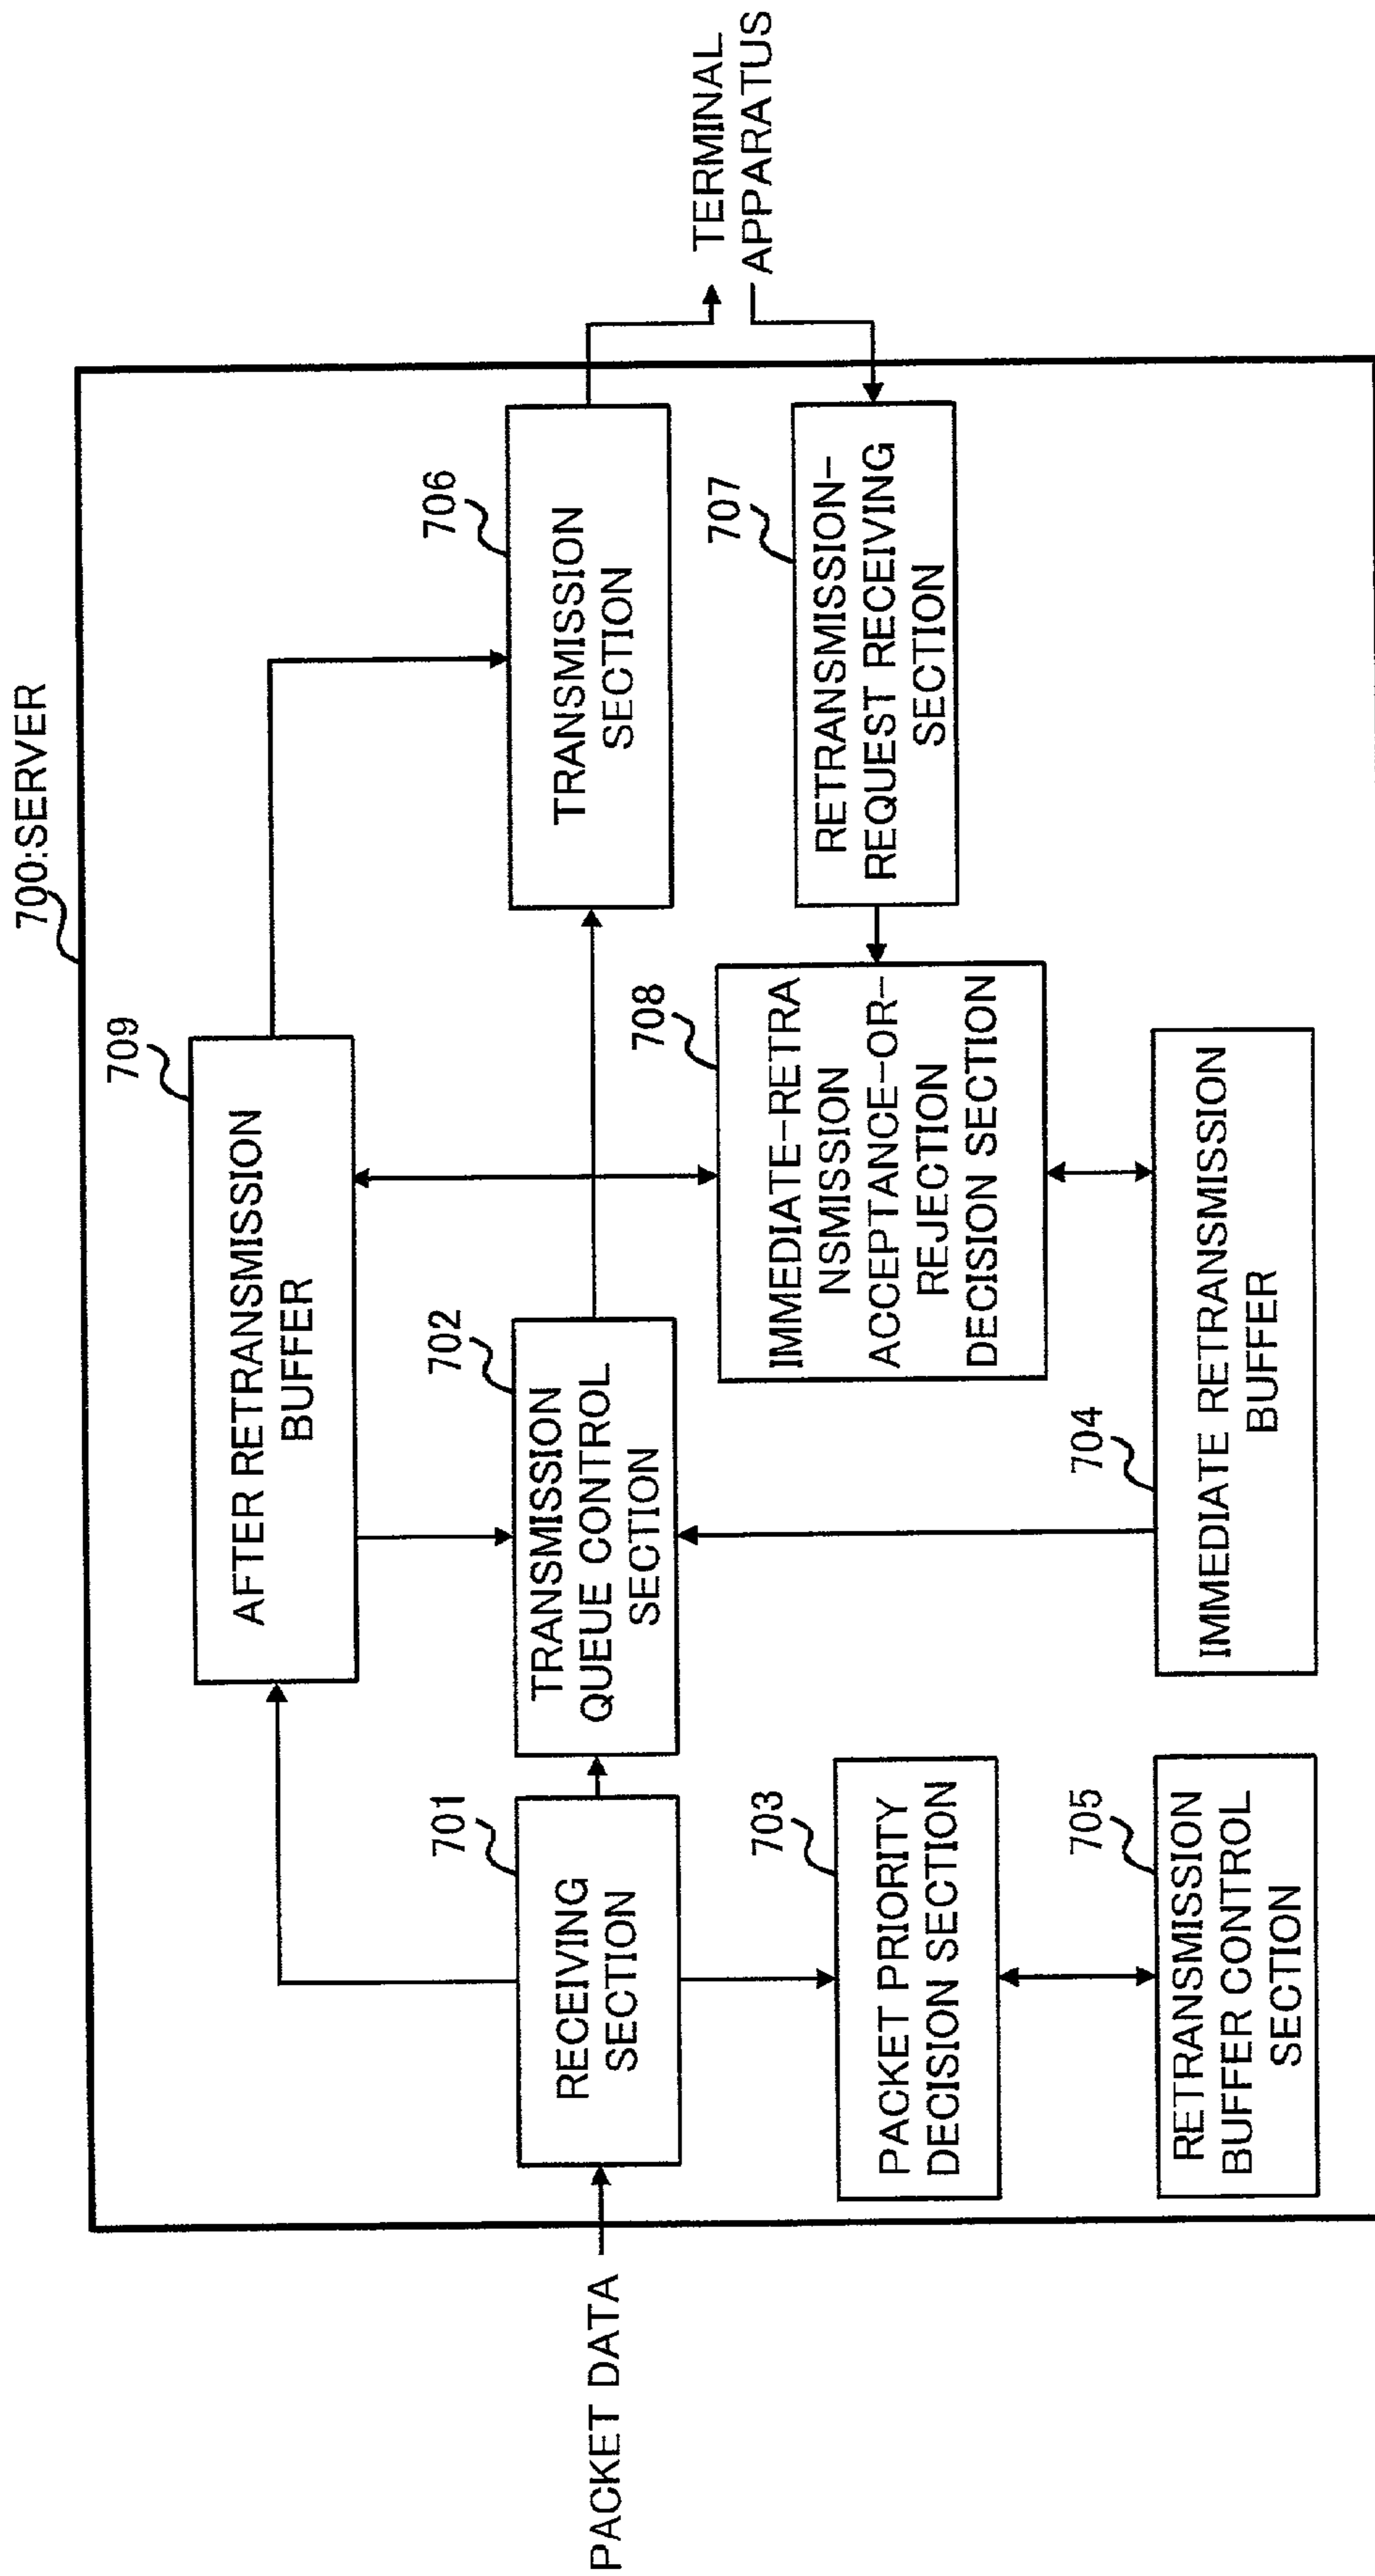 700:SERVER
709
AFTER RETRANSMISSION
BUFFER
PACKET DATA
701
RECEIVING
SECTION
702
TRANSMISSION
QUEUE CONTROL
SECTION
706
TRANSMISSION
SECTION
TERMINAL
APPARATUS
703
PACKET PRIORITY
DECISION SECTION
708
IMMEDIATE-RETRA
NSMISSION
ACCEPTANCE-OR-
REJECTION
DECISION SECTION
707
RETRANSMISSION-
REQUEST RECEIVING
SECTION
705
RETRANSMISSION
BUFFER CONTROL
SECTION
704
IMMEDIATE RETRANSMISSION
BUFFER